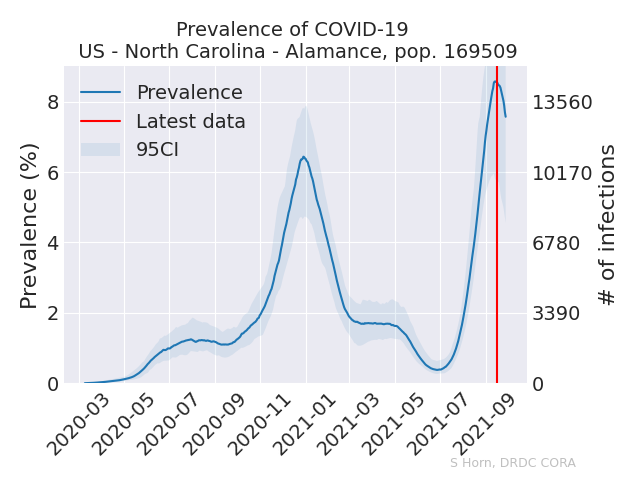 Prevalence of COVID-19
US - North Carolina - Alamance, pop. 169509
Prevalence
Latest data
95CI
Prevalence (%)
8
6
4
2
0
# of infections
13560
10170
6780
3390
0
2020-03
2020-05
2020-07
2020-09
2020-11
2021-01
2021-03
2021-05
2021-07
2021-09
S Horn, DRDC CORA